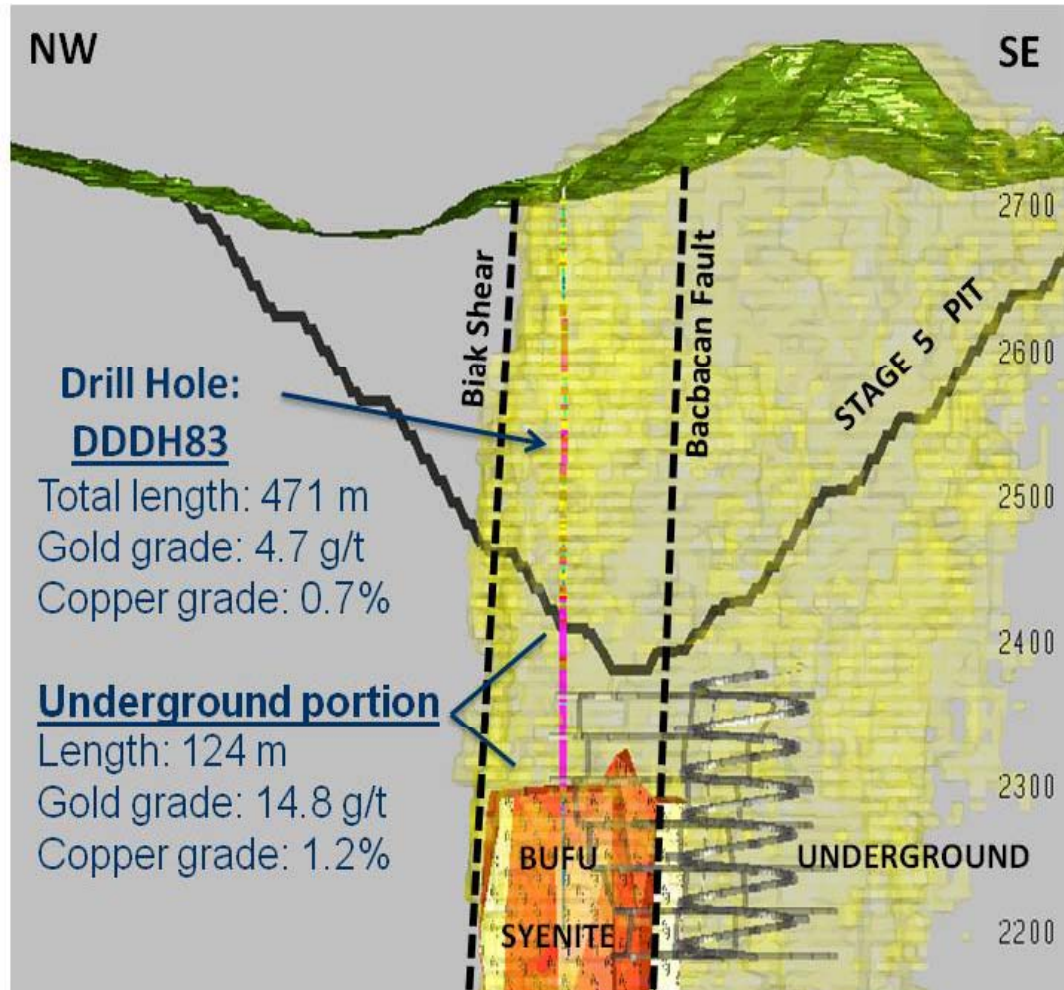 NW
SE
2700
Biak Shear
Bacbacan Fault
STAGE 5 PIT
2600
Drill Hole:
DDDH83
Total length: 471 m
Gold grade: 4.7 g/t
Copper grade: 0.7%
2500
2400
Underground portion
Length: 124 m
Gold grade: 14.8 g/t
Copper grade: 1.2%
2300
BUFU
SYENITE
UNDERGROUND
2200